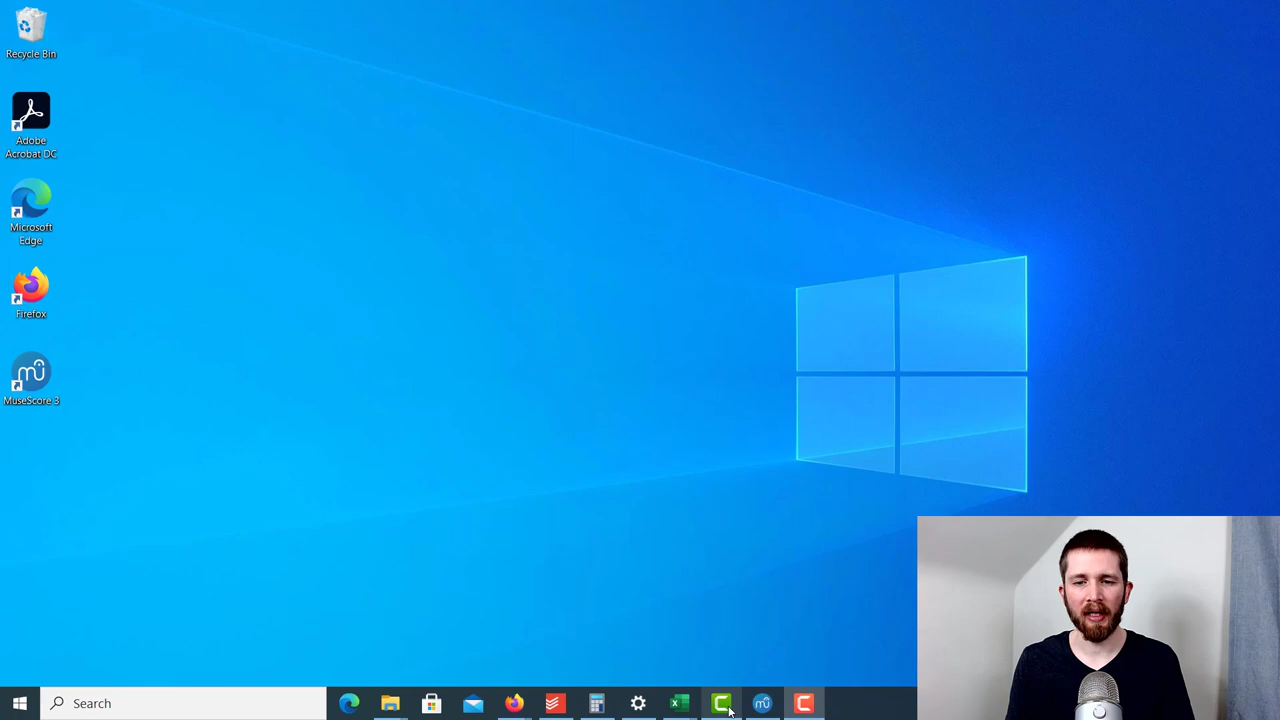 Recycle Bin
Adobe
Acrobat DC
Microsoft
Edge
Firefox
MuseScore 3
Search